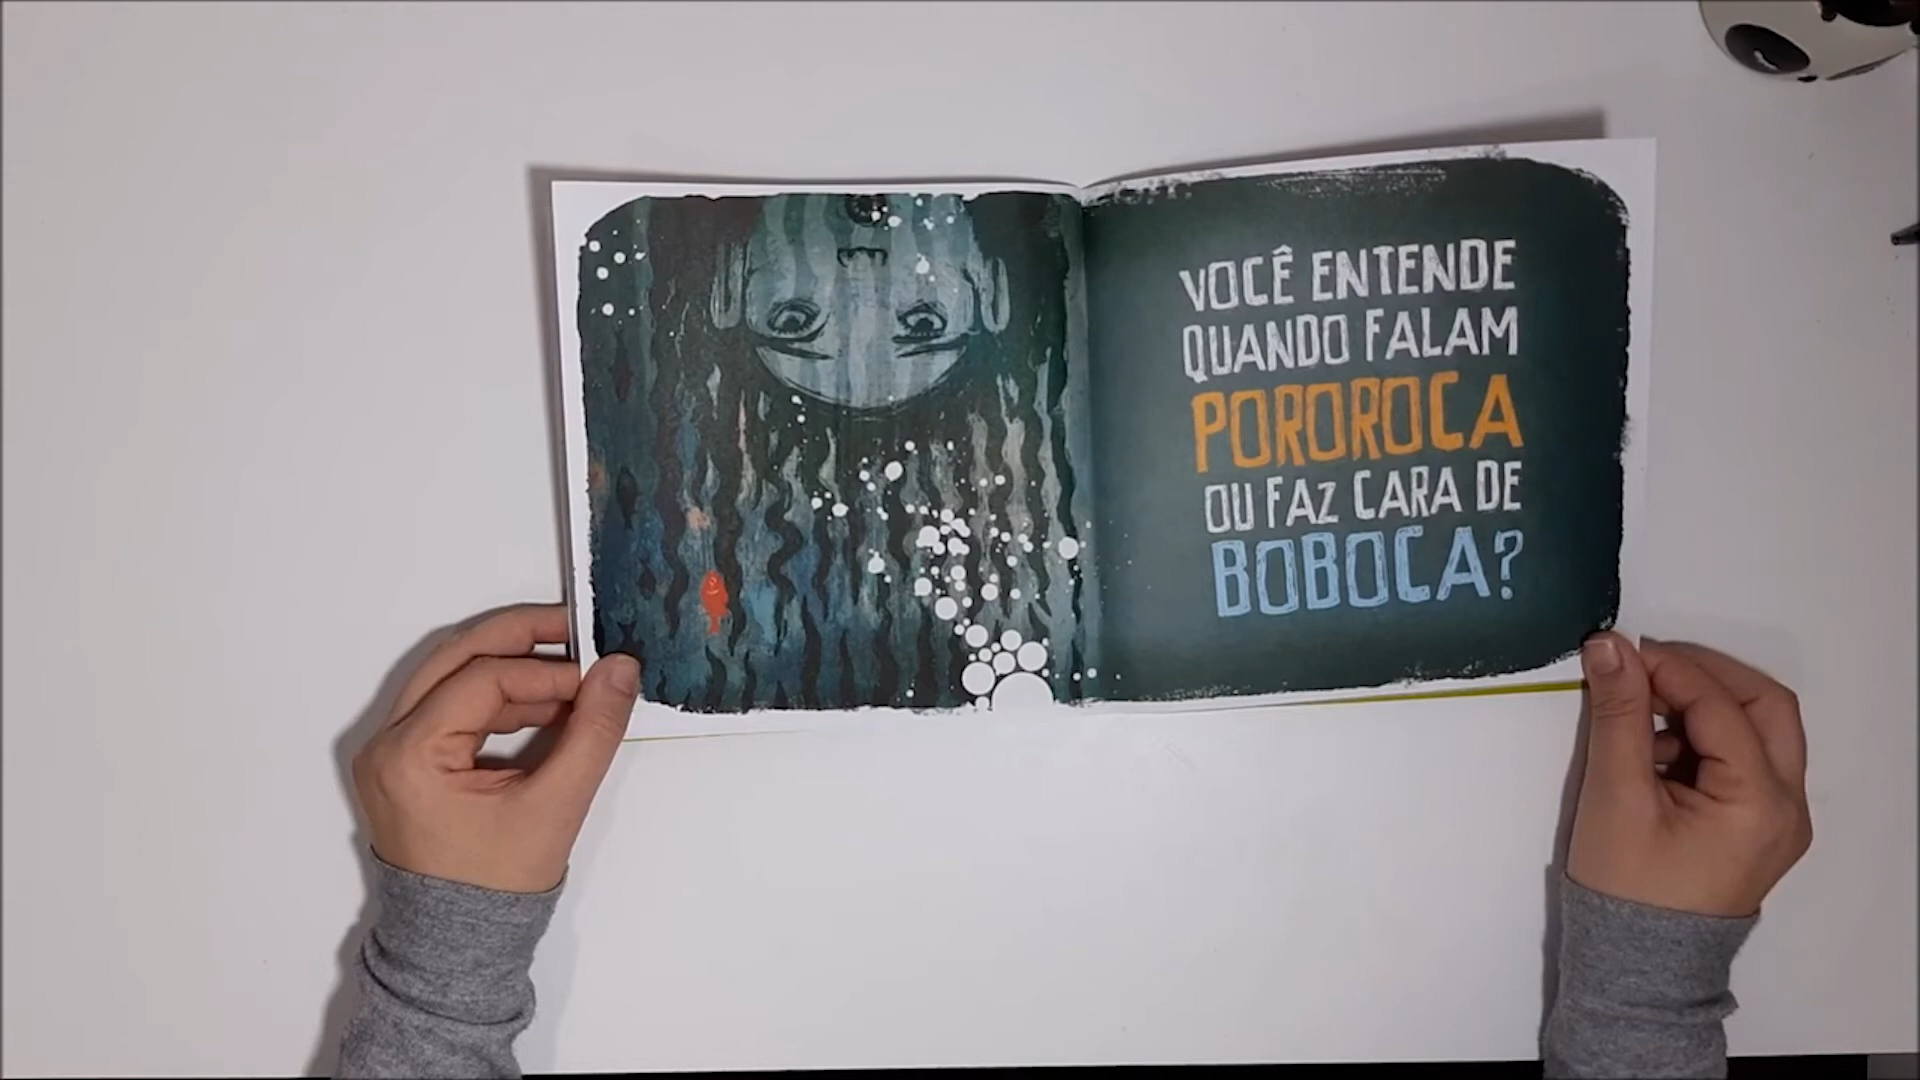 VOCÊ ENTENDE
QUANDO FALAM
POROROCA
OU FAZ CARA DE
BOBOCA?